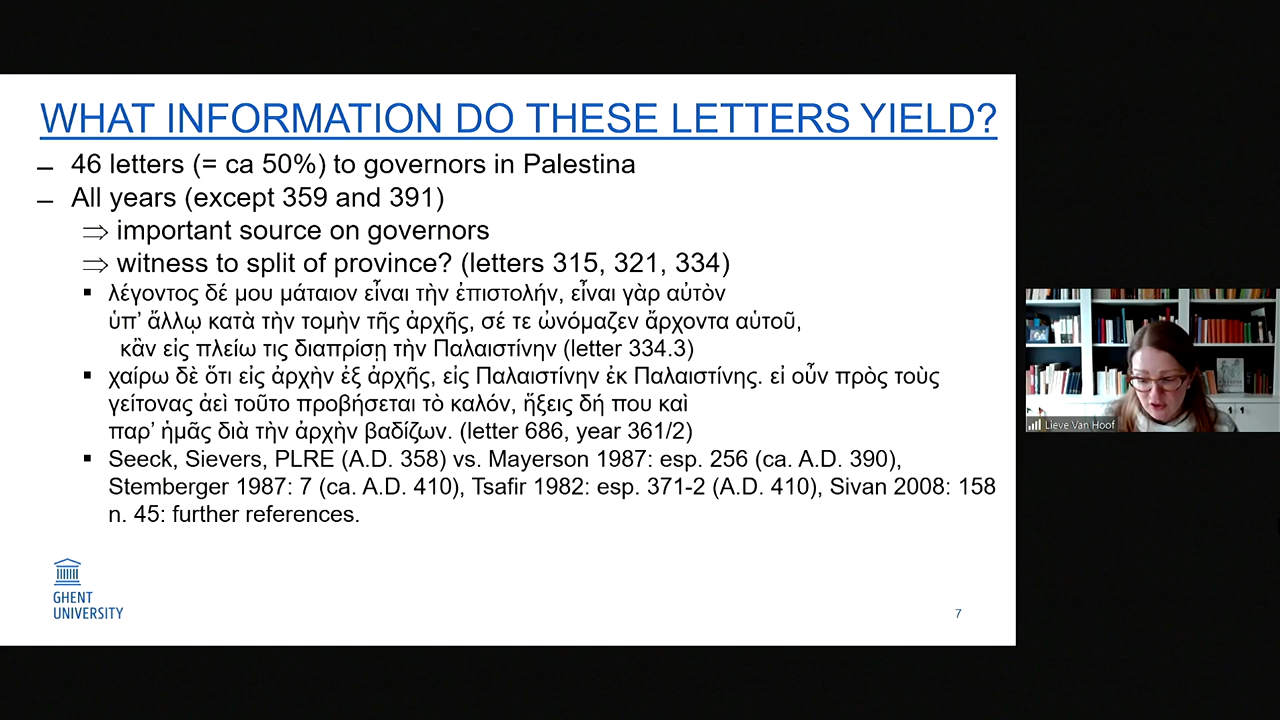 WHAT INFORMATION DO THESE LETTERS YIELD?
– 46 letters (= ca 50%) to governors in Palestina
– All years (except 359 and 391)
⇒ important source on governors
⇒ witness to split of province? (letters 315, 321, 334)
▪ λέγοντος δέ μου μάταιον εἶναι τὴν ἐπιστολήν, εἶναι γὰρ αὐτὸν
ὑπ’ ἄλλῳ κατὰ τὴν τομὴν τῆς ἀρχῆς, σέ τε ὠνόμαζεν ἄρχοντα αὑτοῦ,
κἂν εἰς πλείω τις διαπρίσῃ τὴν Παλαιστίνην (letter 334.3)
▪ χαίρω δὲ ὅτι εἰς ἀρχὴν ἐξ ἀρχῆς, εἰς Παλαιστίνην ἐκ Παλαιστίνης. εἰ οὖν πρὸς τοὺς
γείτονας ἀεὶ τοῦτο προβήσεται τὸ καλόν, ἥξεις δή που καὶ
παρ’ ἡμᾶς διὰ τὴν ἀρχὴν βαδίζων. (letter 686, year 361/2)
▪ Seeck, Sievers, PLRE (A.D. 358) vs. Mayerson 1987: esp. 256 (ca. A.D. 390),
Stemberger 1987: 7 (ca. A.D. 410), Tsafir 1982: esp. 371-2 (A.D. 410), Sivan 2008: 158
n. 45: further references.
GHENT
UNIVERSITY
7
Lieve Van Hoof